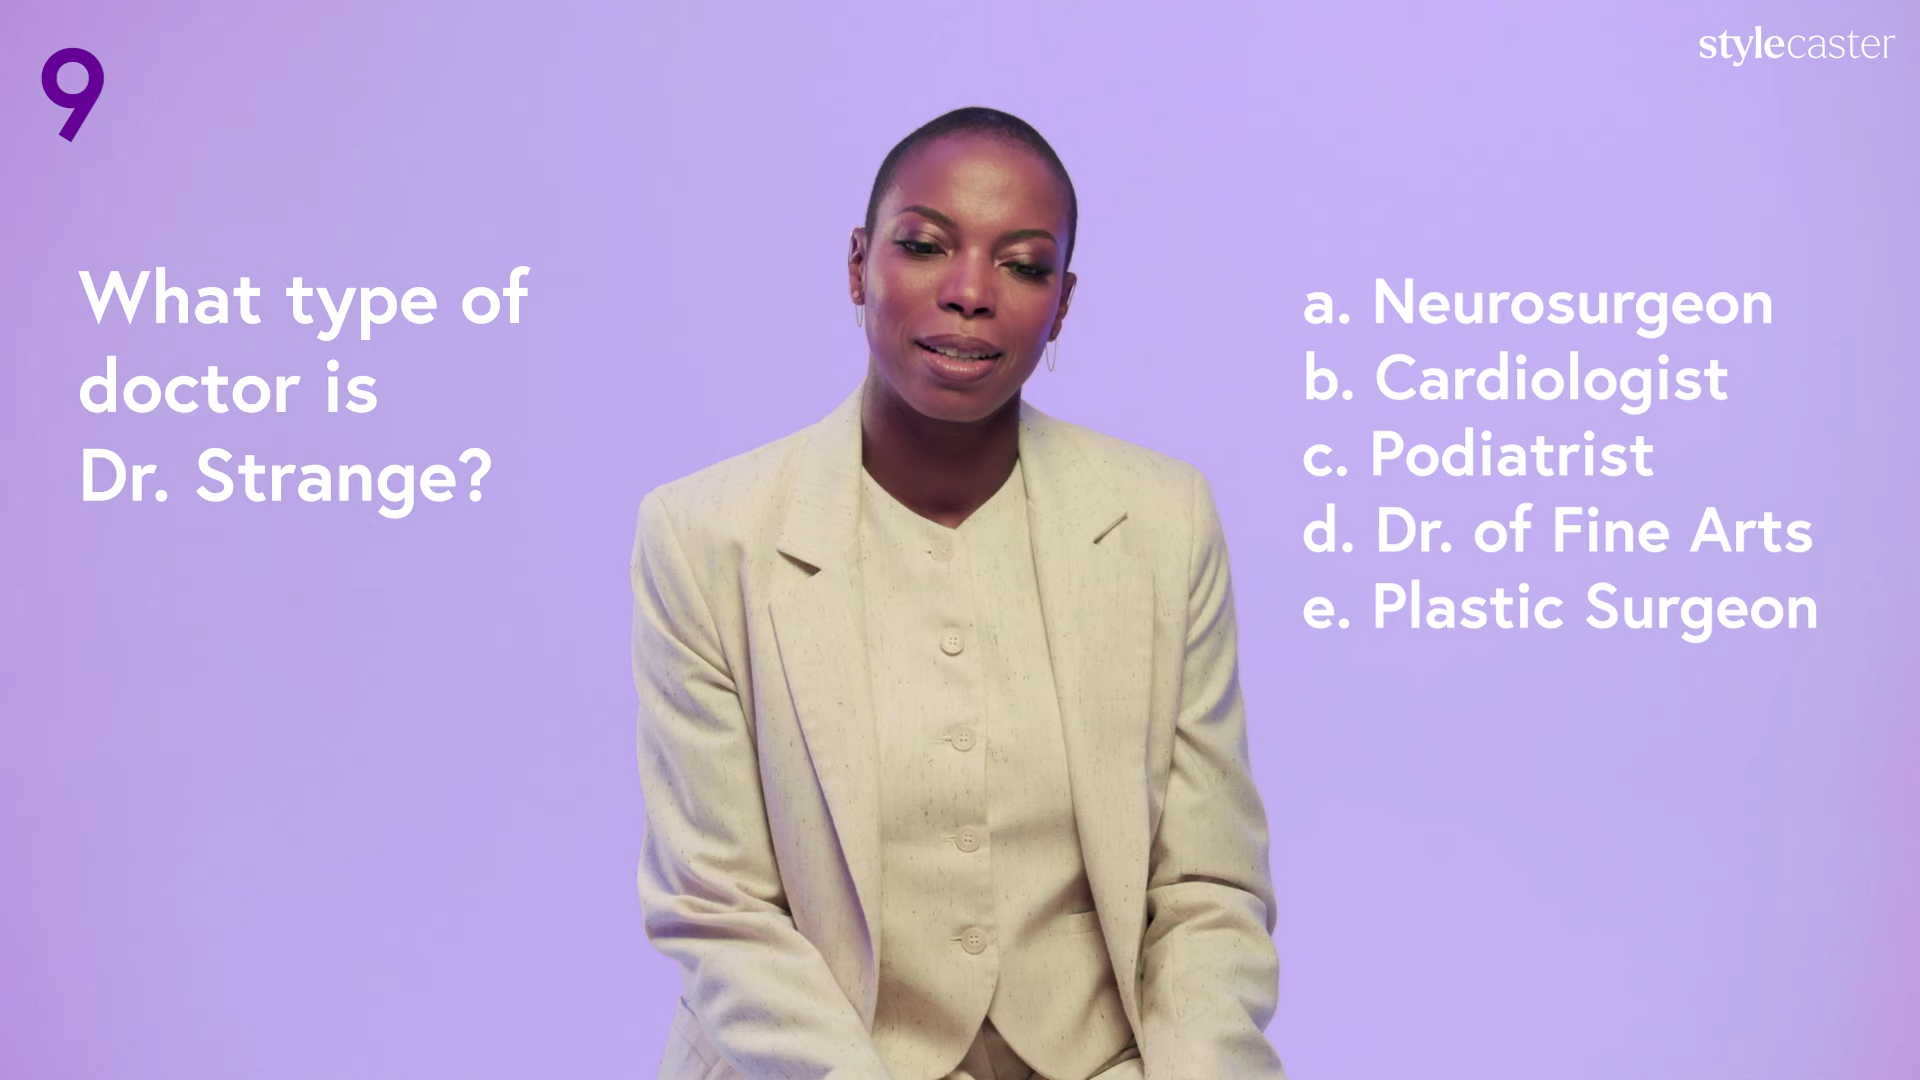 9
stylecaster
What type of
doctor is
Dr. Strange?
a. Neurosurgeon
b. Cardiologist
c. Podiatrist
d. Dr. of Fine Arts
e. Plastic Surgeon